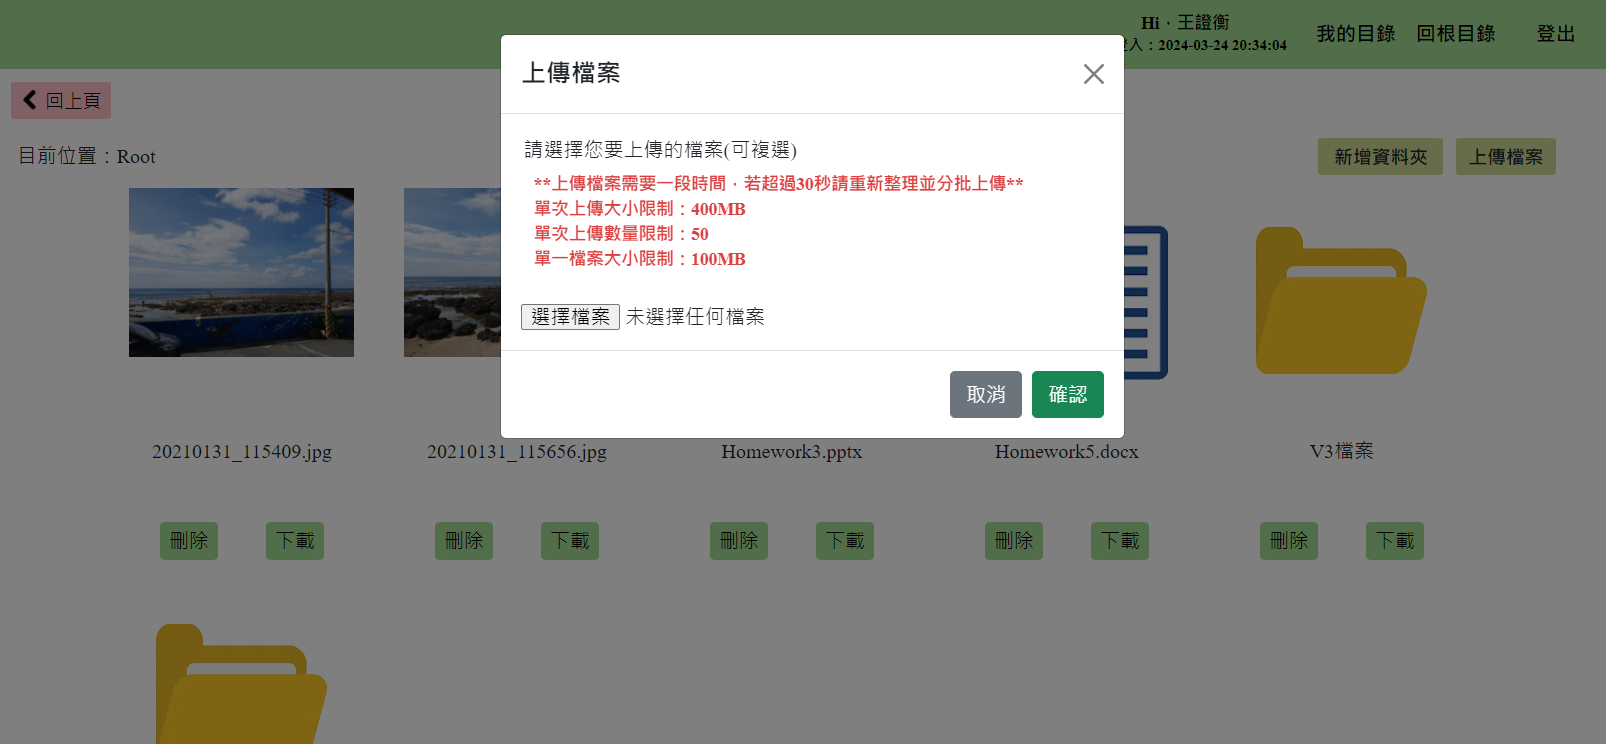 Hi，王證衡
登入：2024-03-24 20:34:04
我的目錄
回根目錄
登出
回上頁
目前位置：Root
新增資料夾
上傳檔案
上傳檔案
請選擇您要上傳的檔案(可複選)
**上傳檔案需要一段時間，若超過30秒請重新整理並分批上傳**
單次上傳大小限制：400MB
單次上傳數量限制：50
單一檔案大小限制：100MB
選擇檔案 未選擇任何檔案
取消
確認
20210131_115409.jpg
20210131_115656.jpg
Homework3.pptx
Homework5.docx
V3檔案
刪除
下載
刪除
下載
刪除
下載
刪除
下載
刪除
下載